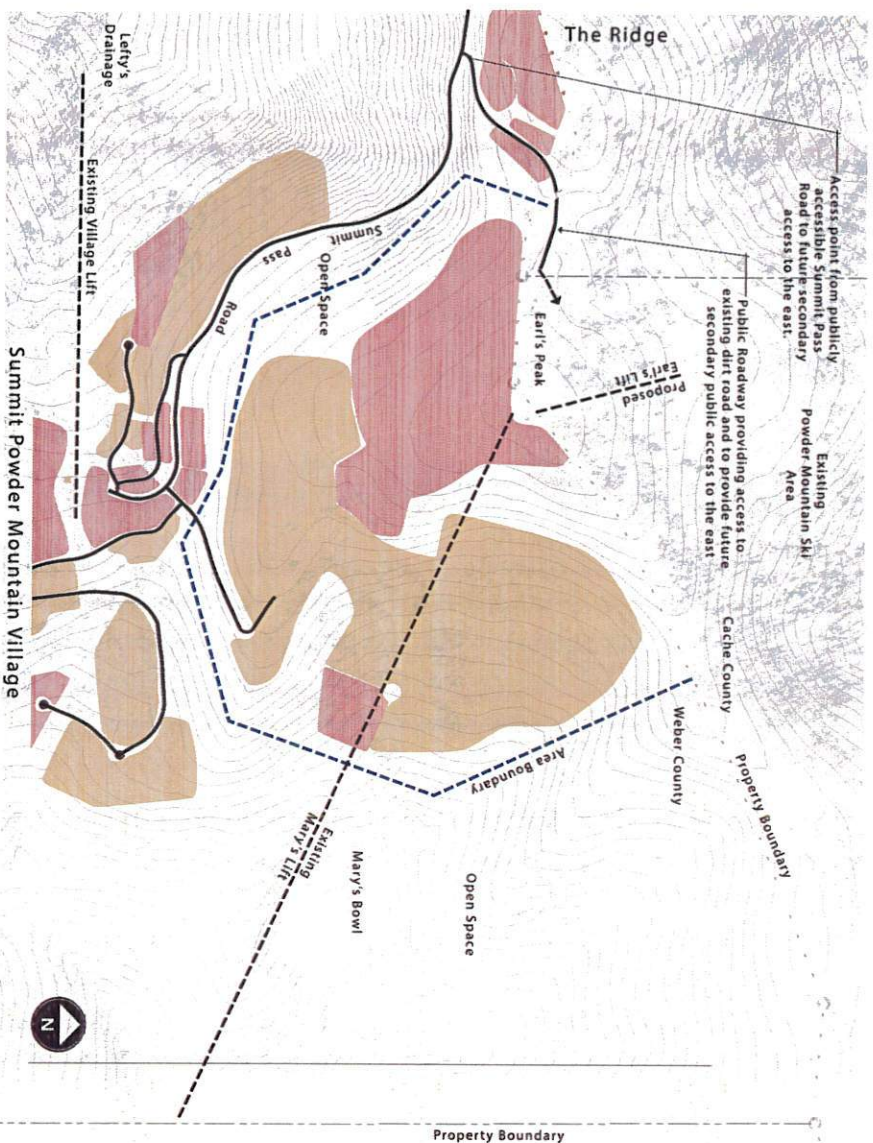 The Ridge
Access point from publicly
accessible Summit Pass
Road to future secondary
access to the east.
Public Roadway providing access to
existing dirt road and to provide future
secondary public access to the east
Existing
Powder Mountain Ski
Area
Cache County
Weber County
Property Boundary
Lefty's
Drainage
Existing Village Lift
Summit
Pass
Road
Open Space
Earl's Peak
Proposed
Earl's Lift
Area Boundary
Existing
Mary's Lift
Mary's Bowl
Open Space
Summit Powder Mountain Village
N
Property Boundary